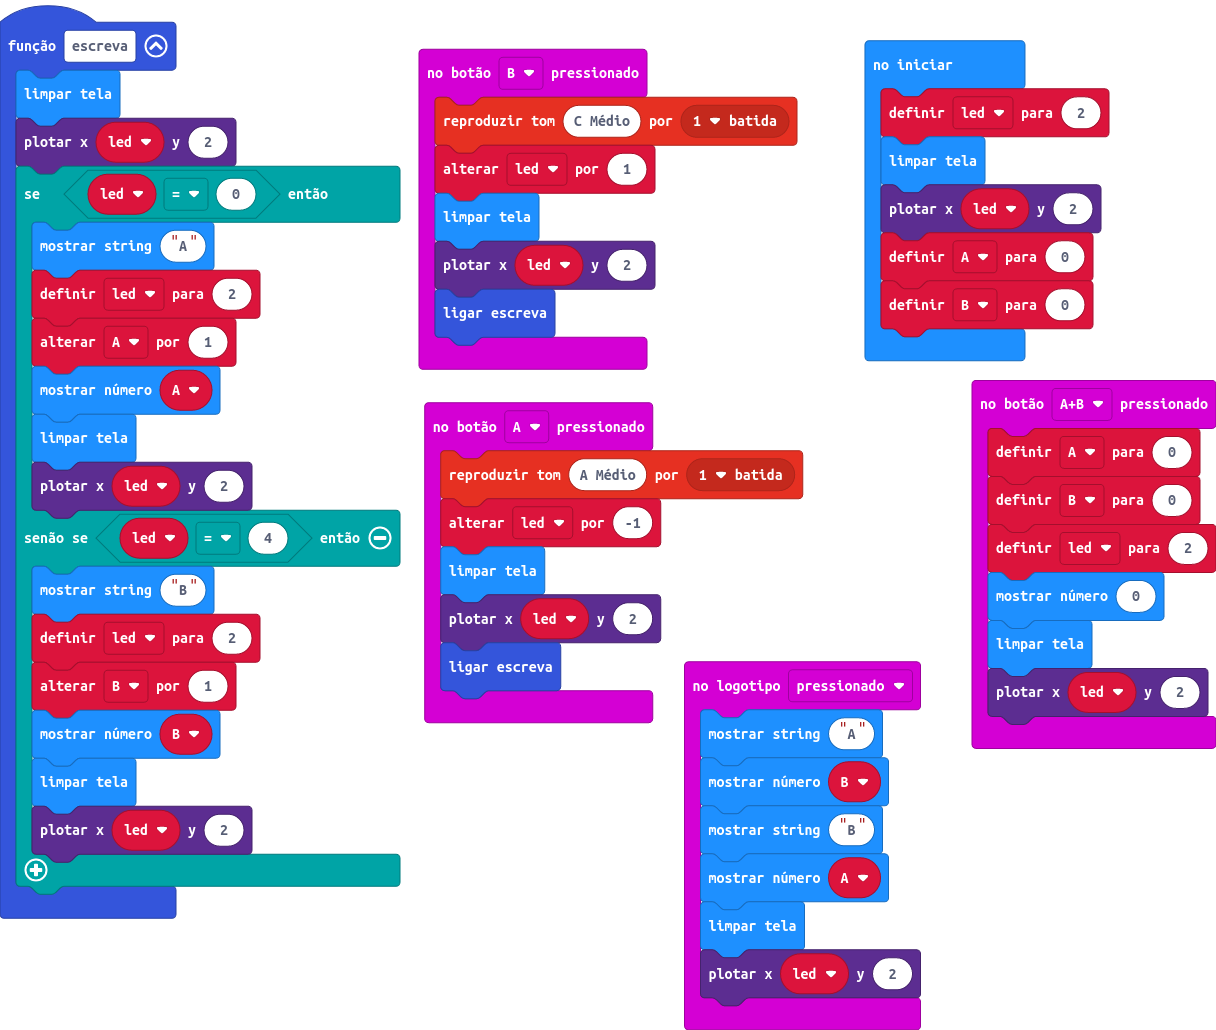 função escreva
limpar tela
plotar x led y 2
se led = 0 então
mostrar string "A"
definir led para 2
alterar A por 1
mostrar número A
limpar tela
plotar x led y 2
senão se led = 4 então
mostrar string "B"
definir led para 2
alterar B por 1
mostrar número B
limpar tela
plotar x led y 2
no botão B pressionado
reproduzir tom C Médio por 1 batida
alterar led por 1
limpar tela
plotar x led y 2
ligar escreva
no botão A pressionado
reproduzir tom A Médio por 1 batida
alterar led por -1
limpar tela
plotar x led y 2
ligar escreva
no logotipo pressionado
mostrar string "A"
mostrar número B
mostrar string "B"
mostrar número A
limpar tela
plotar x led y 2
no iniciar
definir led para 2
limpar tela
plotar x led y 2
definir A para 0
definir B para 0
no botão A+B pressionado
definir A para 0
definir B para 0
definir led para 2
mostrar número 0
limpar tela
plotar x led y 2